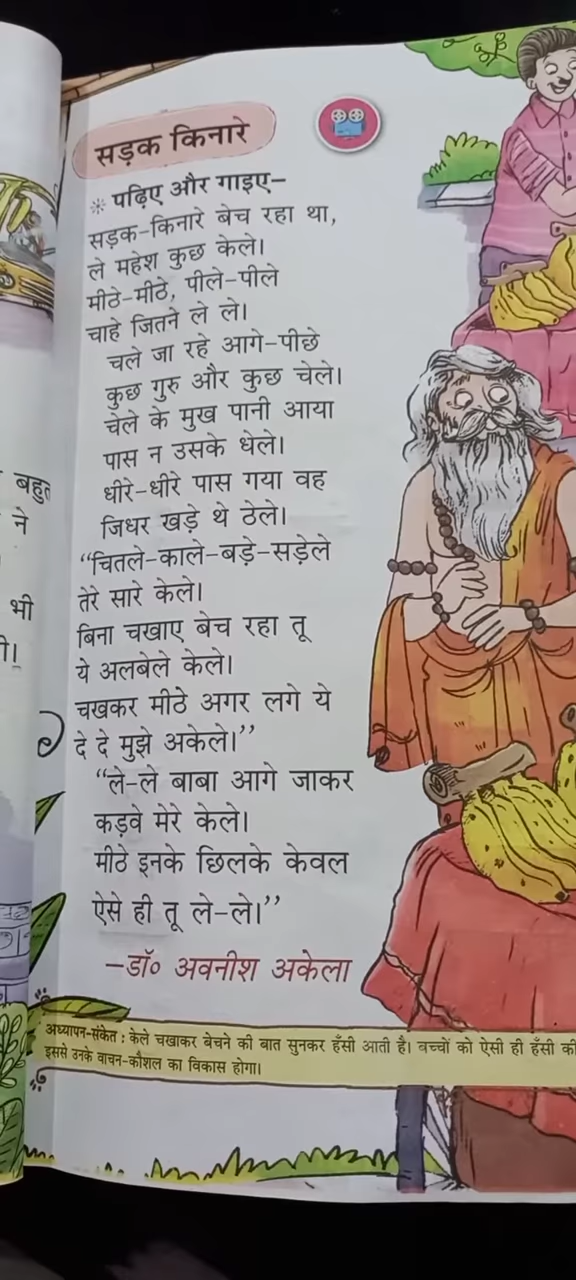 सड़क किनारे
* पढ़िए और गाइए–
सड़क-किनारे बेच रहा था,
ले महेश कुछ केले।
मीठे-मीठे, पीले-पीले
चाहे जितने ले ले।
चले जा रहे आगे-पीछे
कुछ गुरु और कुछ चेले।
चेले के मुख पानी आया
पास न उसके धेले।
धीरे-धीरे पास गया वह
जिधर खड़े थे ठेले।
“चितले-काले-बड़े-सड़ेले
तेरे सारे केले।
बिना चखाए बेच रहा तू
ये अलबेले केले।
चखकर मीठे अगर लगे ये
दे दे मुझे अकेले।”
“ले-ले बाबा आगे जाकर
कड़वे मेरे केले।
मीठे इनके छिलके केवल
ऐसे ही तू ले-ले।”
–डॉ० अवनीश अकेला
अध्यापन-संकेत : केले चखाकर बेचने की बात सुनकर हँसी आती है। बच्चों को ऐसी ही हँसी की
इससे उनके वाचन-कौशल का विकास होगा।
बहुत
ने
भी